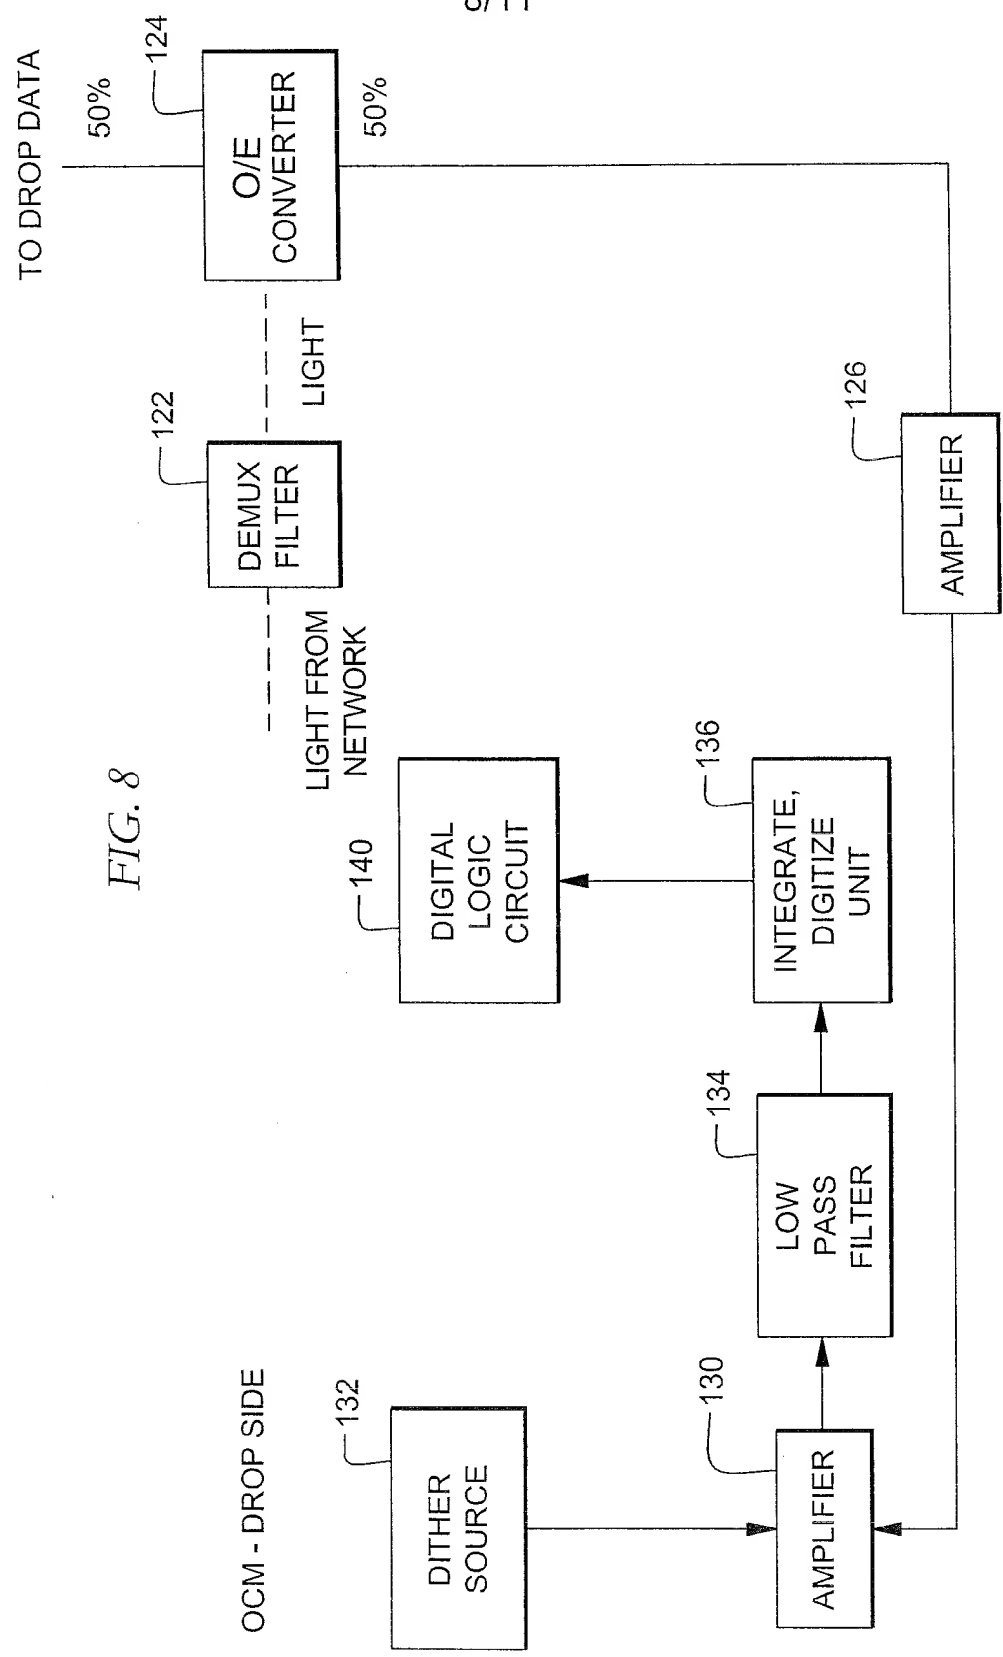 8/11
FIG. 8
OCM - DROP SIDE
LIGHT FROM
NETWORK
DEMUX
FILTER
122
LIGHT
O/E
CONVERTER
124
TO DROP DATA
50%
50%
DITHER
SOURCE
132
DIGITAL
LOGIC
CIRCUIT
140
AMPLIFIER
130
LOW
PASS
FILTER
134
INTEGRATE,
DIGITIZE
UNIT
136
AMPLIFIER
126